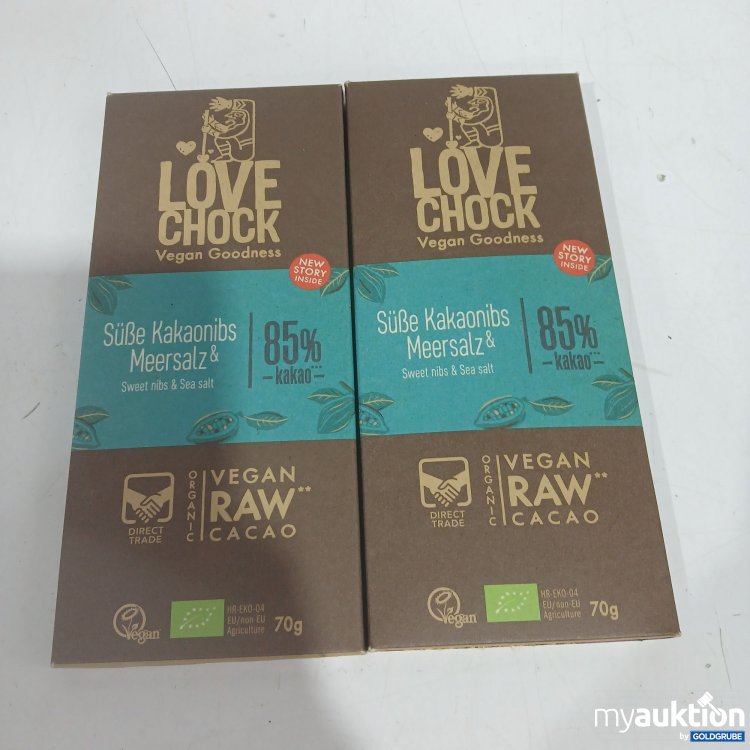 LOVE
CHOCK
Vegan Goodness
NEW
STORY
INSIDE
Süße Kakaonibs
& Meersalz
Sweet nibs & Sea salt
85%
kakao***
DIRECT
TRADE
ORGANIC
VEGAN
RAW**
CACAO
Vegan
HR-EKO-04
EU/non-EU
Agriculture
70g
LOVE
CHOCK
Vegan Goodness
NEW
STORY
INSIDE
Süße Kakaonibs
& Meersalz
Sweet nibs & Sea salt
85%
kakao***
DIRECT
TRADE
ORGANIC
VEGAN
RAW**
CACAO
Vegan
HR-EKO-04
EU/non-EU
Agriculture
70g
myauktion
by GOLDGRUBE